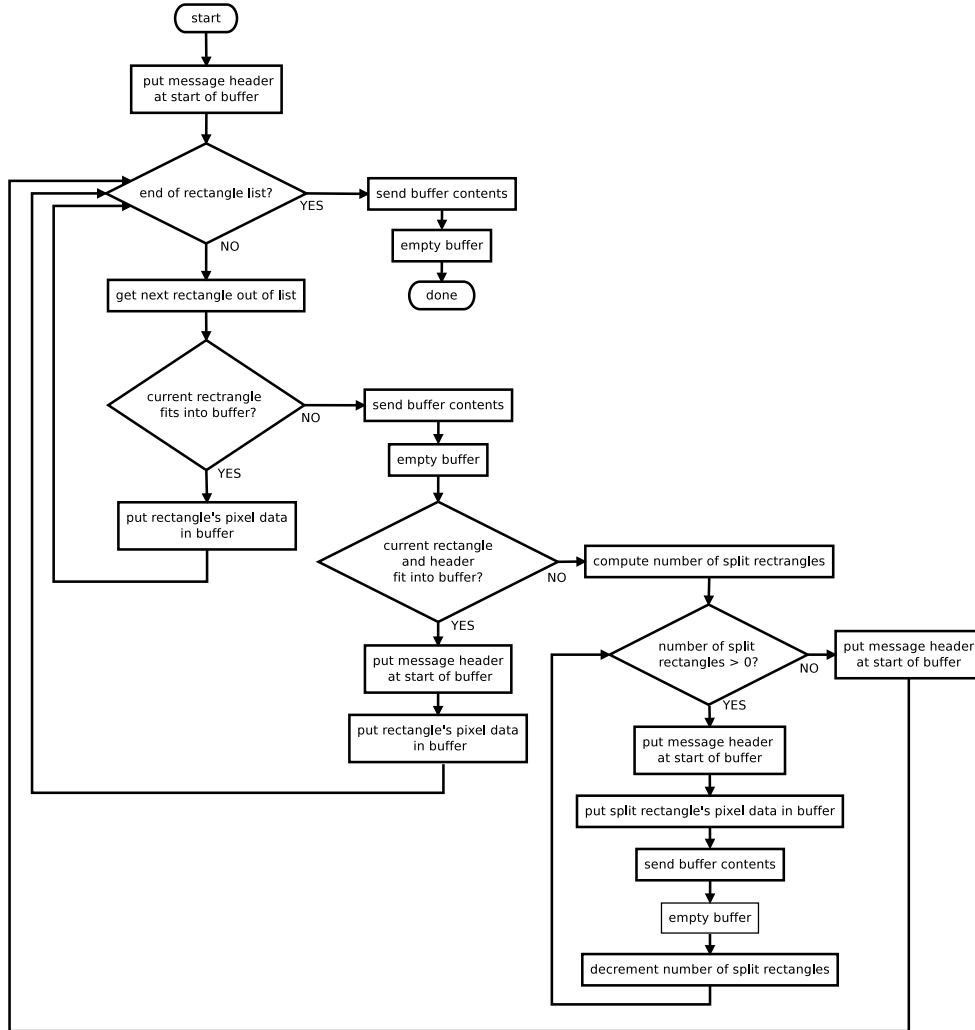 start
put message header
at start of buffer
end of rectangle list?
YES
send buffer contents
empty buffer
done
NO
get next rectangle out of list
current rectrangle
fits into buffer?
NO
send buffer contents
empty buffer
YES
put rectangle's pixel data
in buffer
current rectangle
and header
fit into buffer?
NO
compute number of split rectrangles
YES
put message header
at start of buffer
put rectangle's pixel data
in buffer
number of split
rectangles > 0?
NO
put message header
at start of buffer
YES
put message header
at start of buffer
put split rectangle's pixel data in buffer
send buffer contents
empty buffer
decrement number of split rectangles